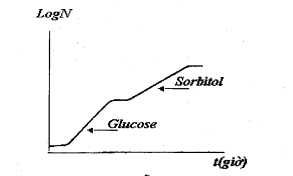 LogN
Sorbitol
Glucose
t(giờ)